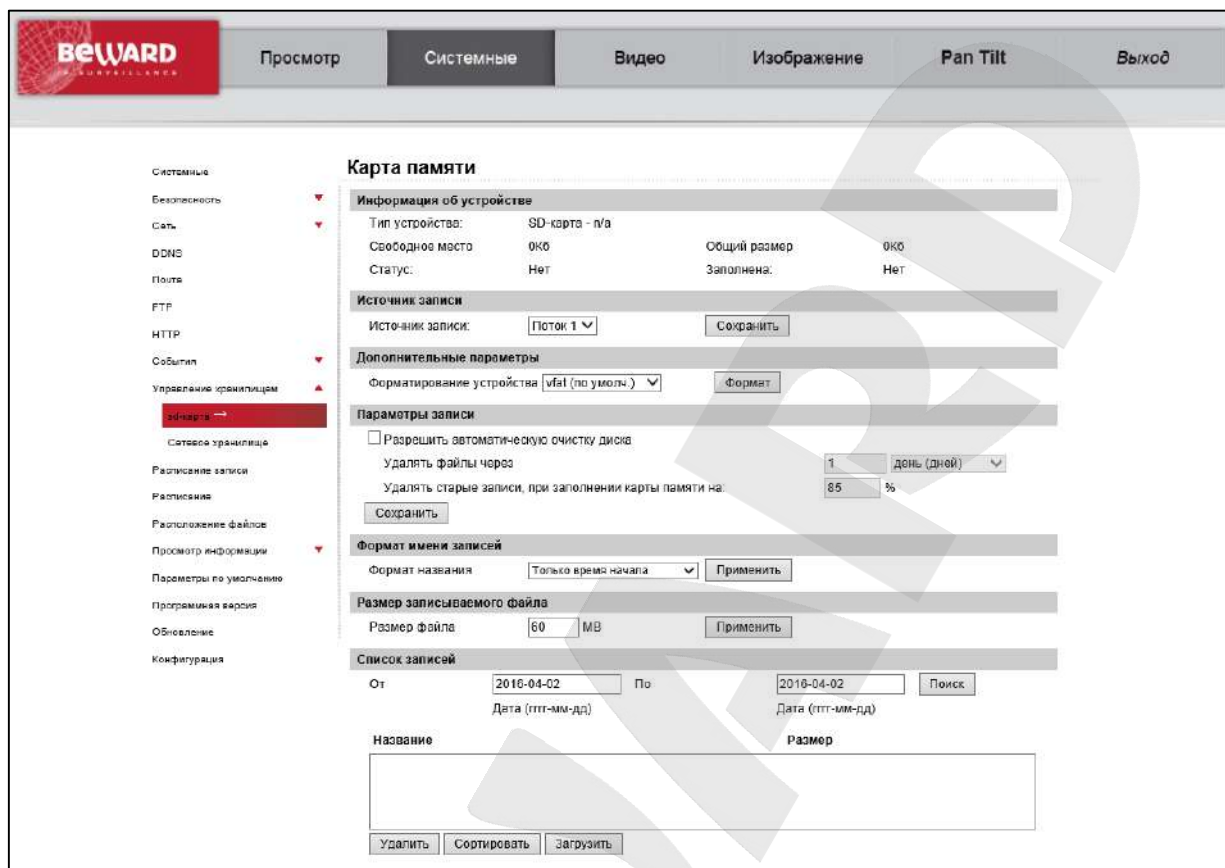 BEWARD
IP SURVEILLANCE
Просмотр
Системные
Видео
Изображение
Pan Tilt
Выход
Системные
Безопасность
Сеть
DDNS
Почта
FTP
HTTP
События
Управление хранилищем
sd-карта →
Сетевое хранилище
Расписание записи
Расписание
Расположение файлов
Просмотр информации
Параметры по умолчанию
Программная версия
Обновление
Конфигурация
Карта памяти
Информация об устройстве
Тип устройства: SD-карта - n/a
Свободное место 0Кб Общий размер 0Кб
Статус: Нет Заполнена: Нет
Источник записи
Источник записи: Поток 1 Сохранить
Дополнительные параметры
Форматирование устройства vfat (по умолч.) Формат
Параметры записи
Разрешить автоматическую очистку диска
Удалять файлы через 1 день (дней)
Удалять старые записи, при заполнении карты памяти на: 85 %
Сохранить
Формат имени записей
Формат названия Только время начала Применить
Размер записываемого файла
Размер файла 60 MB Применить
Список записей
От 2016-04-02 По 2016-04-02 Поиск
Дата (гггг-мм-дд) Дата (гггг-мм-дд)
Название Размер
Удалить Сортировать Загрузить